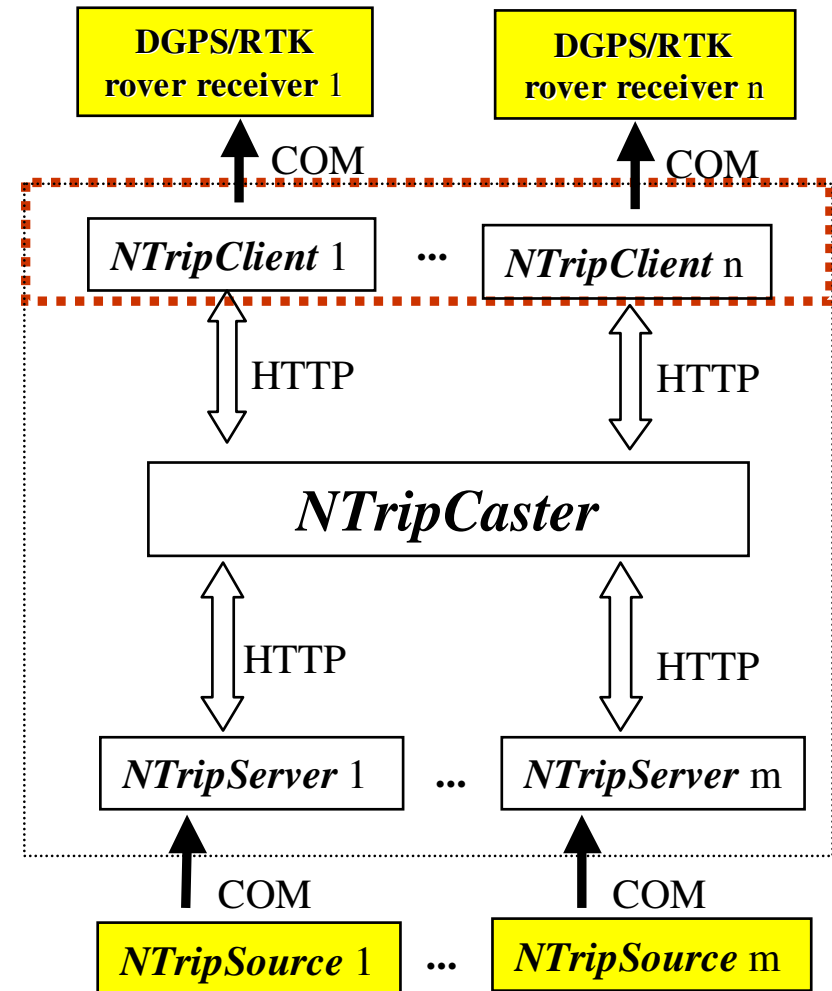 DGPS/RTK
rover receiver 1
DGPS/RTK
rover receiver n
COM
COM
NTripClient 1
...
NTripClient n
HTTP
HTTP
NTripCaster
HTTP
HTTP
NTripServer 1
...
NTripServer m
COM
COM
NTripSource 1
...
NTripSource m